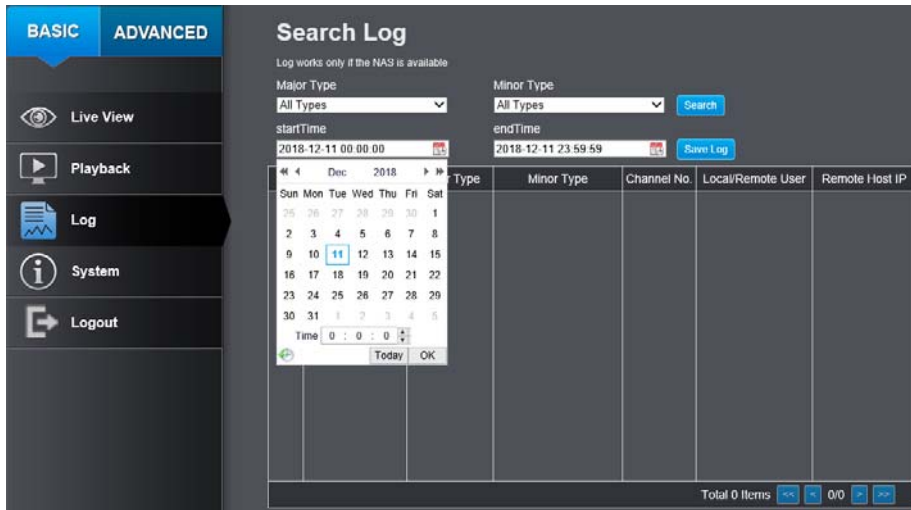 BASIC ADVANCED
Search Log
Log works only if the NAS is available
Major Type Minor Type
All Types All Types Search
startTime endTime
2018-12-11 00:00:00 2018-12-11 23:59:59 Save Log
Live View
Playback
Log
System
Logout
Type Minor Type Channel No. Local/Remote User Remote Host IP
Dec 2018
Sun Mon Tue Wed Thu Fri Sat
25 26 27 28 29 30 1
2 3 4 5 6 7 8
9 10 11 12 13 14 15
16 17 18 19 20 21 22
23 24 25 26 27 28 29
30 31 1 2 3 4 5
Time 0 : 0 : 0
Today OK
Total 0 Items << < 0/0 > >>